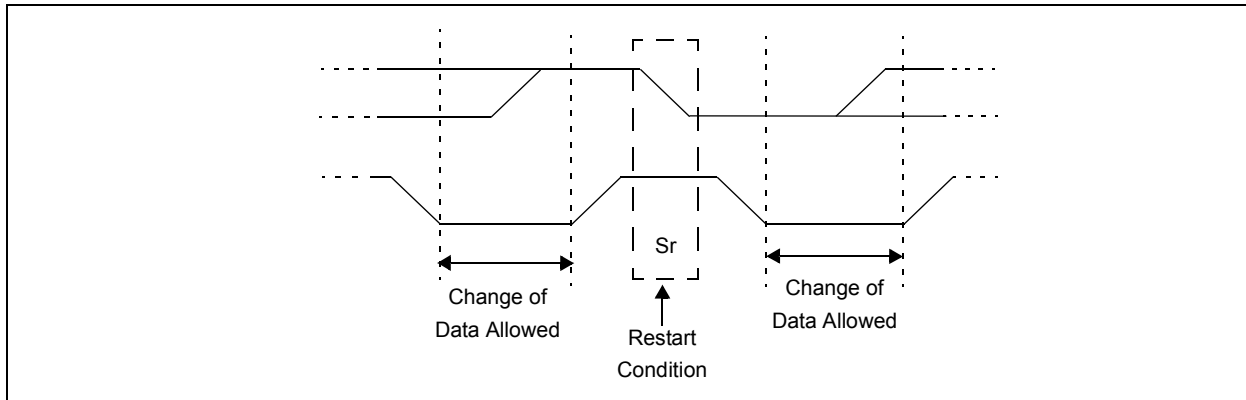 Sr
Change of
Data Allowed
Restart
Condition
Change of
Data Allowed